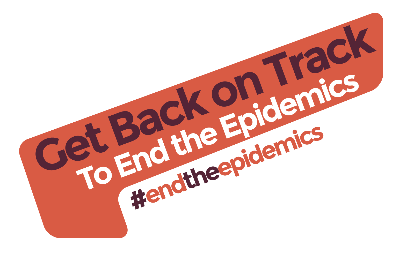 Get Back on Track
To End the Epidemics
#endtheepidemics